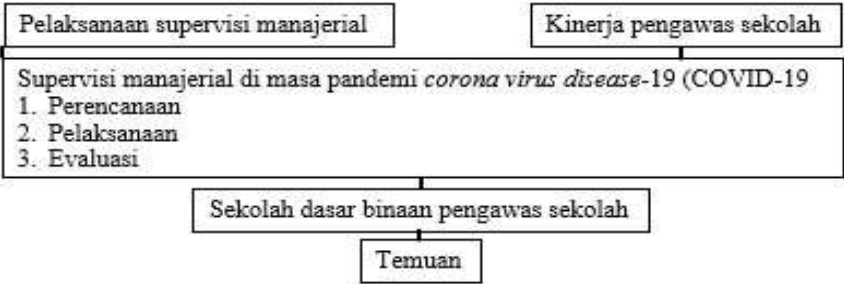 Pelaksanaan supervisi manajerial
Kinerja pengawas sekolah
Supervisi manajerial di masa pandemi corona virus disease-19 (COVID-19
1. Perencanaan
2. Pelaksanaan
3. Evaluasi
Sekolah dasar binaan pengawas sekolah
Temuan